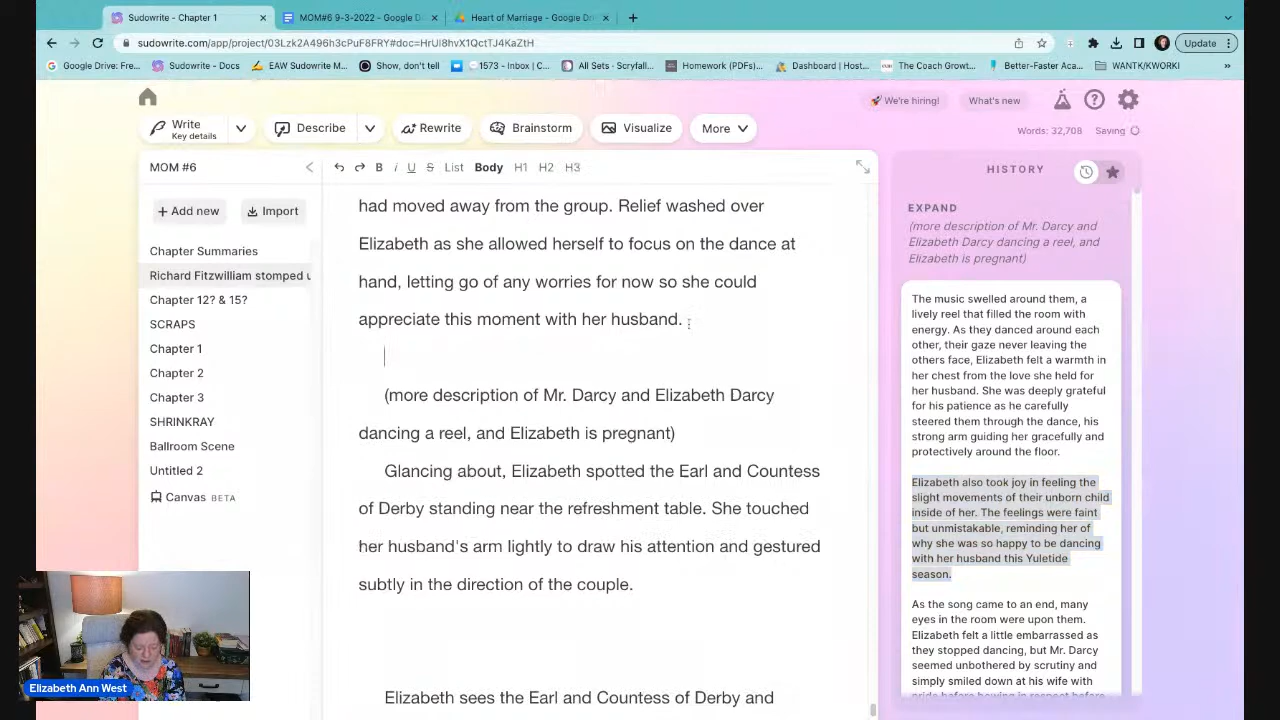 Sudowrite - Chapter 1
MOM#6 9-3-2022 - Google D
Heart of Marriage - Google Dri
sudowrite.com/app/project/03Lzk2A496h3cPuF8FRY#doc=HrUI8hvX1QctTJ4KaZtH
Update
Google Drive: Fre...
Sudowrite - Docs
EAW Sudowrite M...
Show, don't tell
1573 - Inbox | C...
All Sets · Scryfall...
Homework (PDFs)...
Dashboard | Host...
The Coach Growt...
Better-Faster Aca...
WANTK/KWORKI
We're hiring!
What's new
Write
Key details
Describe
Rewrite
Brainstorm
Visualize
More
Words: 32,708
Saving
MOM #6
B i U S List Body H1 H2 H3
HISTORY
+ Add new
Import
Chapter Summaries
Richard Fitzwilliam stomped u
Chapter 12? & 15?
SCRAPS
Chapter 1
Chapter 2
Chapter 3
SHRINKRAY
Ballroom Scene
Untitled 2
Canvas BETA
had moved away from the group. Relief washed over
Elizabeth as she allowed herself to focus on the dance at
hand, letting go of any worries for now so she could
appreciate this moment with her husband.
(more description of Mr. Darcy and Elizabeth Darcy
dancing a reel, and Elizabeth is pregnant)
Glancing about, Elizabeth spotted the Earl and Countess
of Derby standing near the refreshment table. She touched
her husband's arm lightly to draw his attention and gestured
subtly in the direction of the couple.
Elizabeth sees the Earl and Countess of Derby and
EXPAND
(more description of Mr. Darcy and
Elizabeth Darcy dancing a reel, and
Elizabeth is pregnant)
The music swelled around them, a
lively reel that filled the room with
energy. As they danced around each
other, their gaze never leaving the
others face, Elizabeth felt a warmth in
her chest from the love she held for
her husband. She was deeply grateful
for his patience as he carefully
steered them through the dance, his
strong arm guiding her gracefully and
protectively around the floor.
Elizabeth also took joy in feeling the
slight movements of their unborn child
inside of her. The feelings were faint
but unmistakable, reminding her of
why she was so happy to be dancing
with her husband this Yuletide
season.
As the song came to an end, many
eyes in the room were upon them.
Elizabeth felt a little embarrassed as
they stopped dancing, but Mr. Darcy
seemed unbothered by scrutiny and
simply smiled down at his wife with
pride before bowing in respect before
Elizabeth Ann West